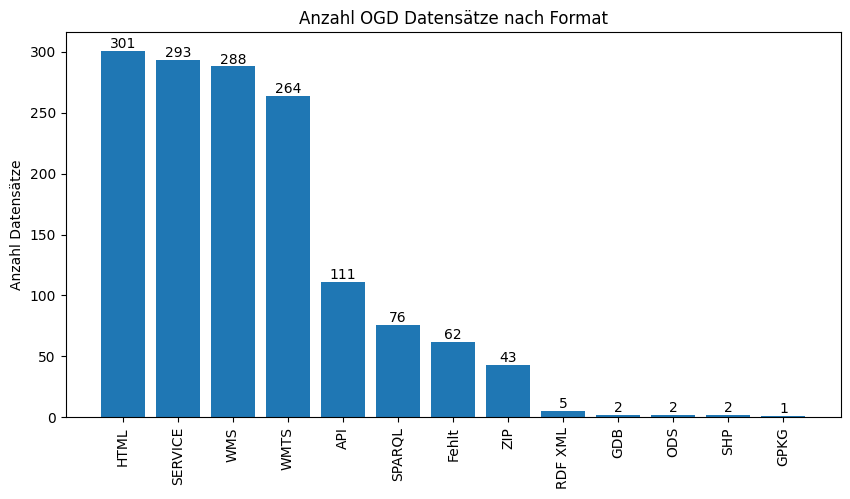 Anzahl OGD Datensätze nach Format
Anzahl Datensätze
300
250
200
150
100
50
0
301
293
288
264
111
76
62
43
5
2
2
2
1
HTML
SERVICE
WMS
WMTS
API
SPARQL
Fehlt
ZIP
RDF XML
GDB
ODS
SHP
GPKG